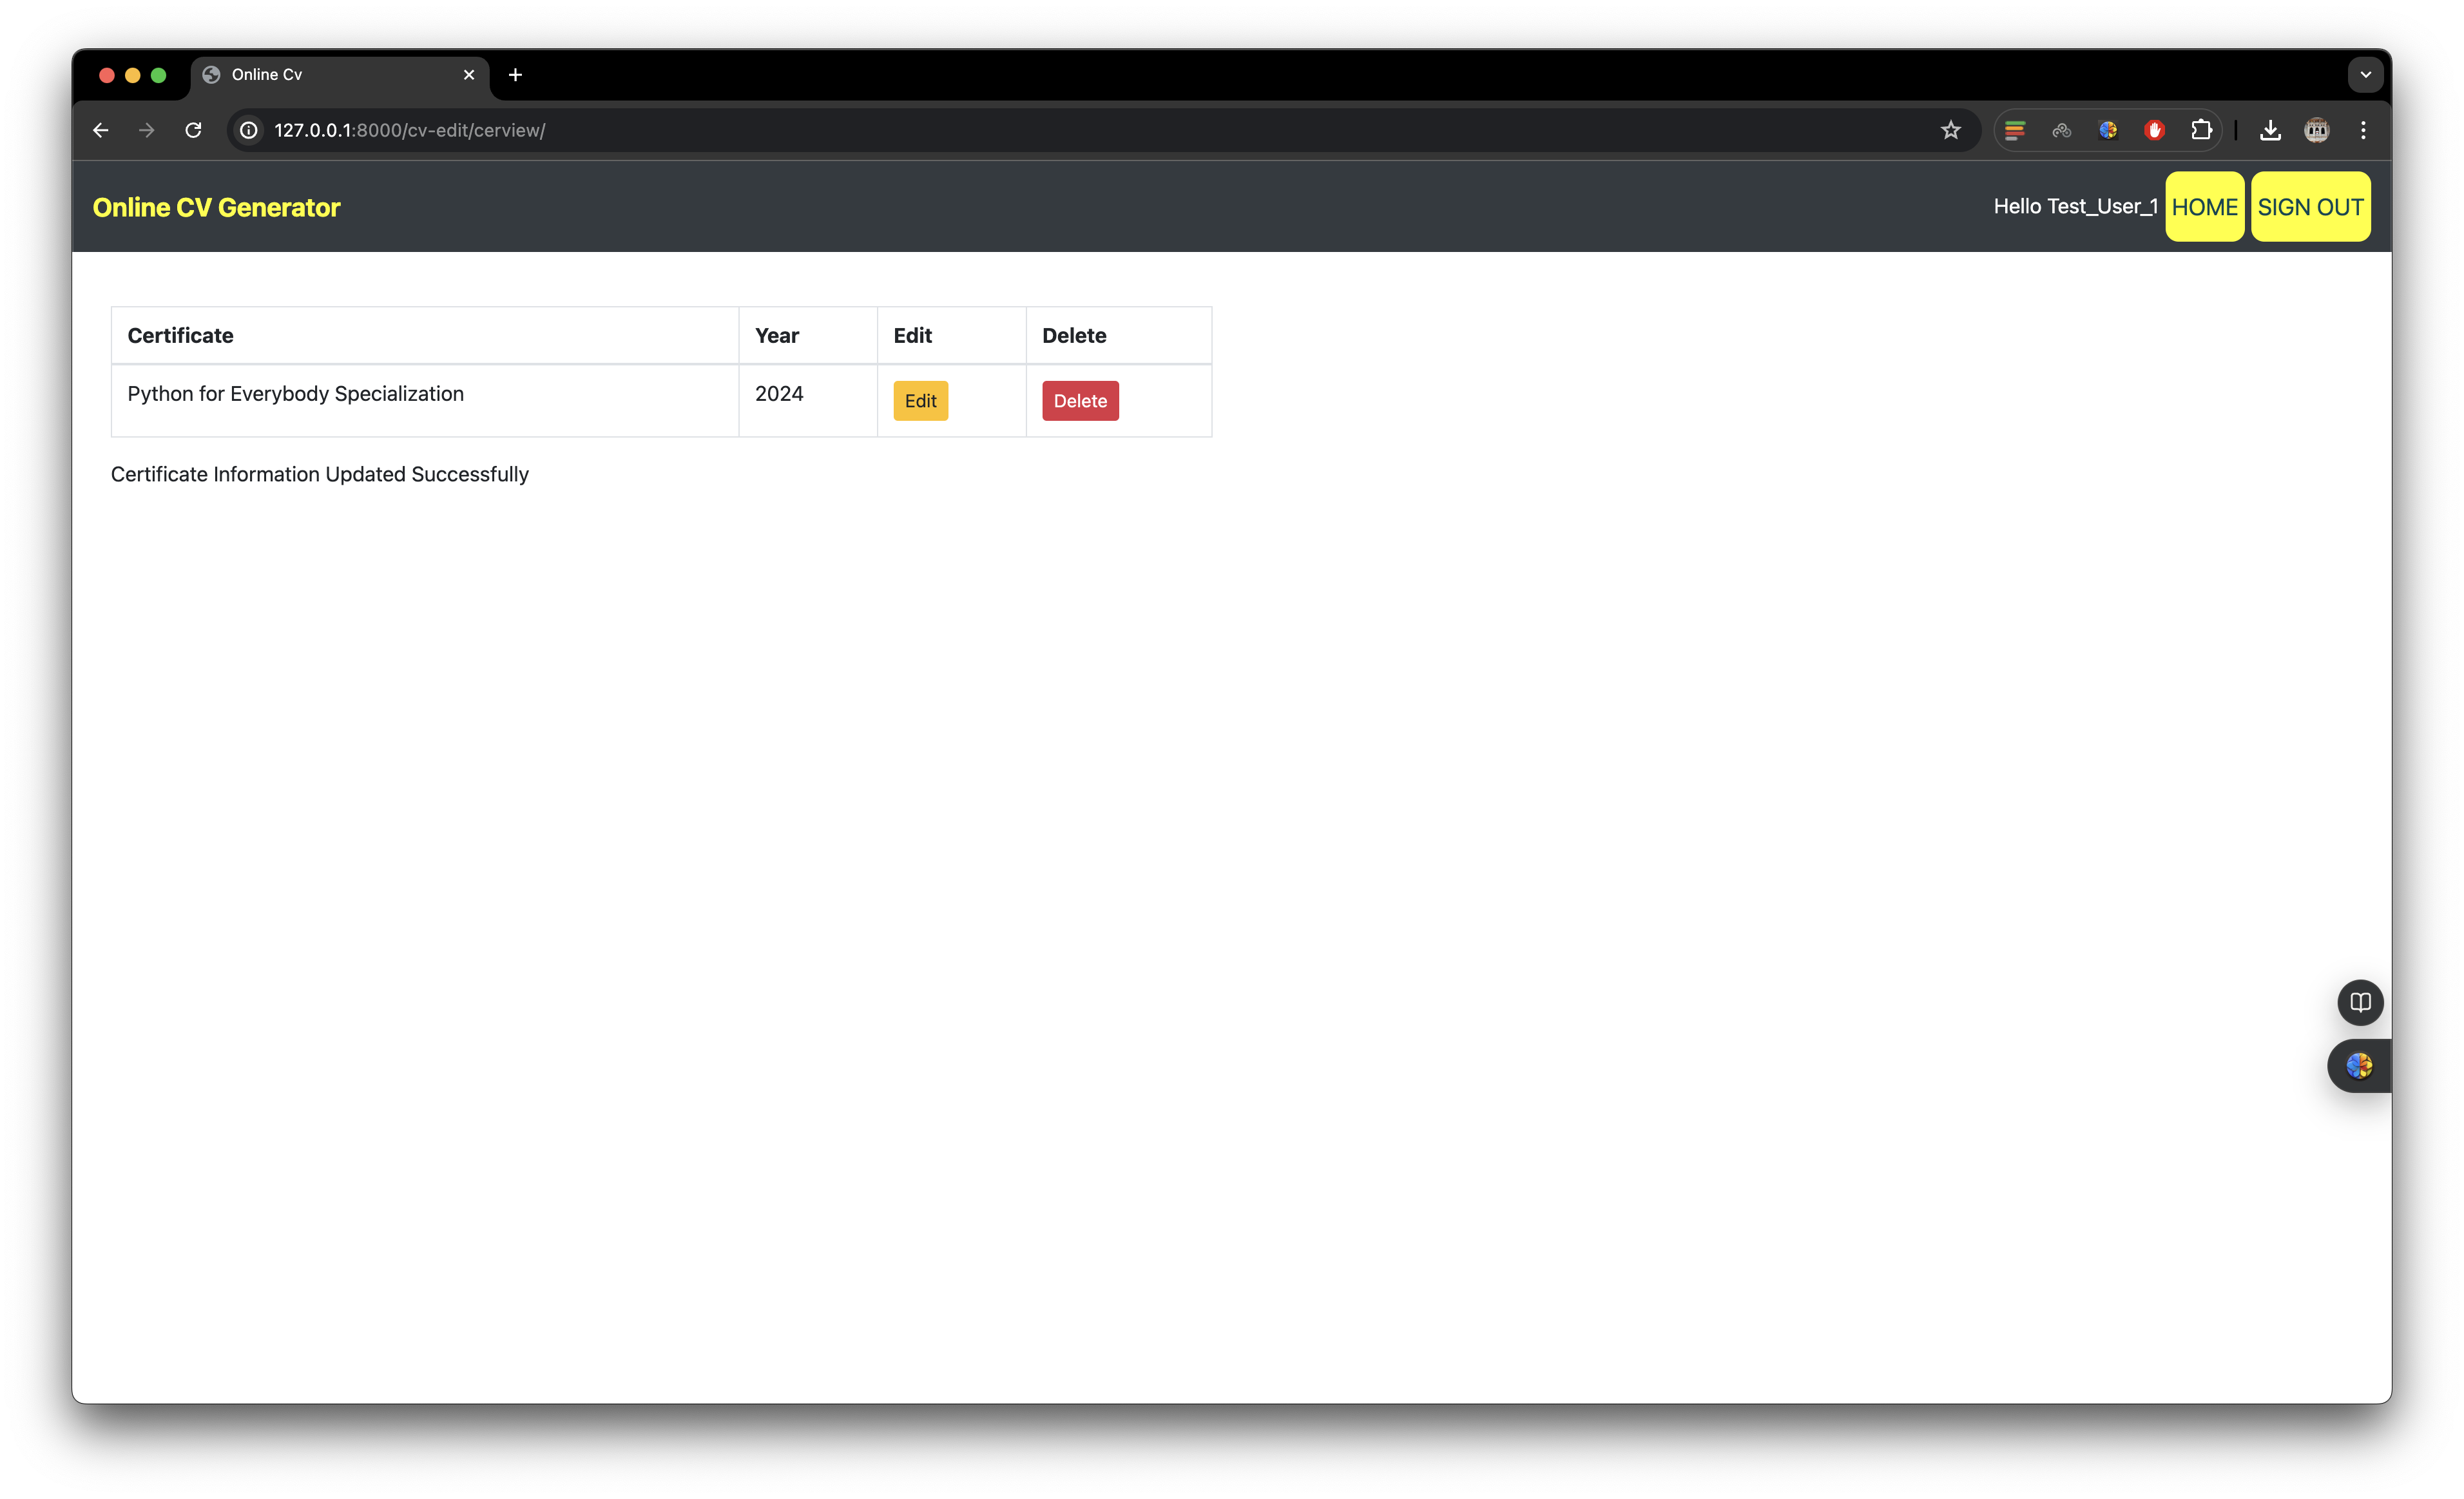 Online Cv
127.0.0.1:8000/cv-edit/cerview/
Online CV Generator
Hello Test_User_1 HOME SIGN OUT
Certificate Year Edit Delete
Python for Everybody Specialization 2024 Edit Delete
Certificate Information Updated Successfully